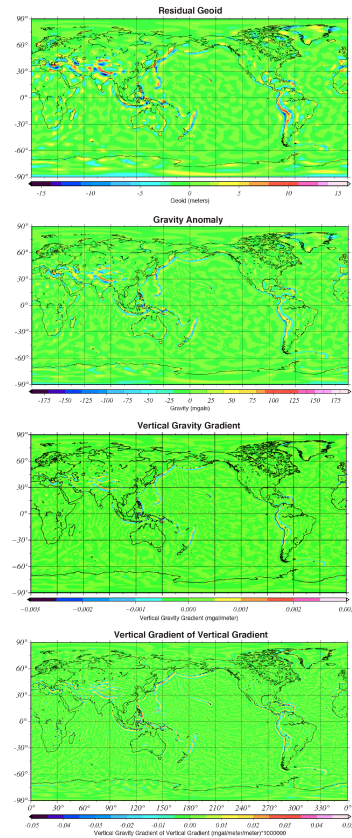 Residual Geoid
90°
60°
30°
0°
-30°
-60°
-90°
-15 -10 -5 0 5 10 15
Geoid (meters)
Gravity Anomaly
90°
60°
30°
0°
-30°
-60°
-90°
-175 -150 -125 -100 -75 -50 -25 0 25 50 75 100 125 150 175
Gravity (mgals)
Vertical Gravity Gradient
90°
60°
30°
0°
-30°
-60°
-90°
-0.003 -0.002 -0.001 0.000 0.001 0.002 0.00
Vertical Gravity Gradient (mgal/meter)
Vertical Gradient of Vertical Gradient
90°
60°
30°
0°
-30°
-60°
-90°
0° 30° 60° 90° 120° 150° 180° 210° 240° 270° 300° 330° 0°
-0.05 -0.04 -0.03 -0.02 -0.01 0.00 0.01 0.02 0.03 0.04 0.0
Vertical Gravity Gradient of Vertical Gradient (mgal/meter/meter)*1000000